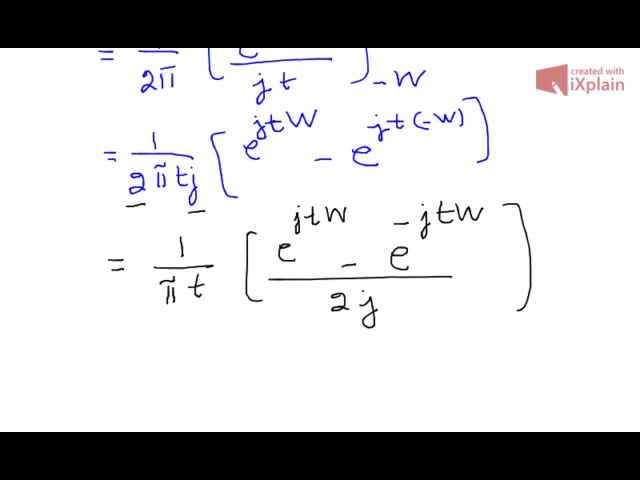 = 1/2π [ e / jt ]_-W
created with
iXplain
= 1/2πtj [ e^jtW - e^jt(-W) ]
= 1/πt [ e^jtW - e^-jtW / 2j ]